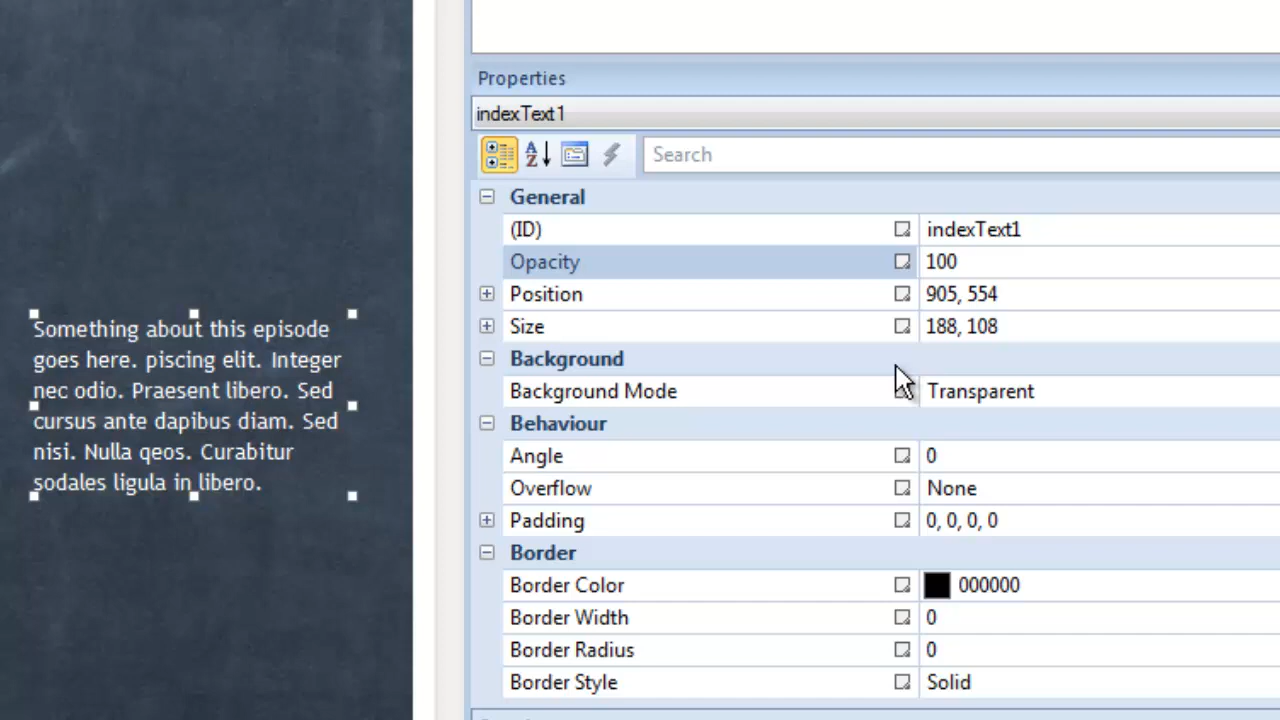 Something about this episode
goes here. piscing elit. Integer
nec odio. Praesent libero. Sed
cursus ante dapibus diam. Sed
nisi. Nulla qeos. Curabitur
sodales ligula in libero.
Properties
indexText1
Search
General
(ID) indexText1
Opacity 100
Position 905, 554
Size 188, 108
Background
Background Mode Transparent
Behaviour
Angle 0
Overflow None
Padding 0, 0, 0, 0
Border
Border Color 000000
Border Width 0
Border Radius 0
Border Style Solid